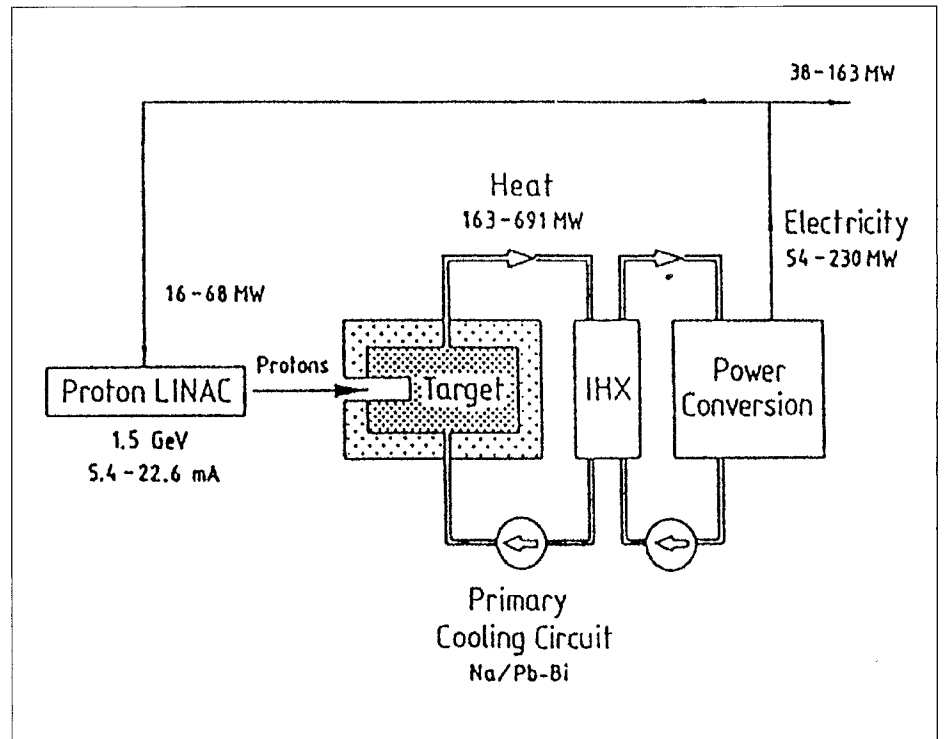 38-163 MW
Heat
163-691 MW
Electricity
54-230 MW
16-68 MW
Protons
Proton LINAC
Target
IHX
Power
Conversion
1.5 GeV
5.4-22.6 mA
Primary
Cooling Circuit
Na/Pb-Bi